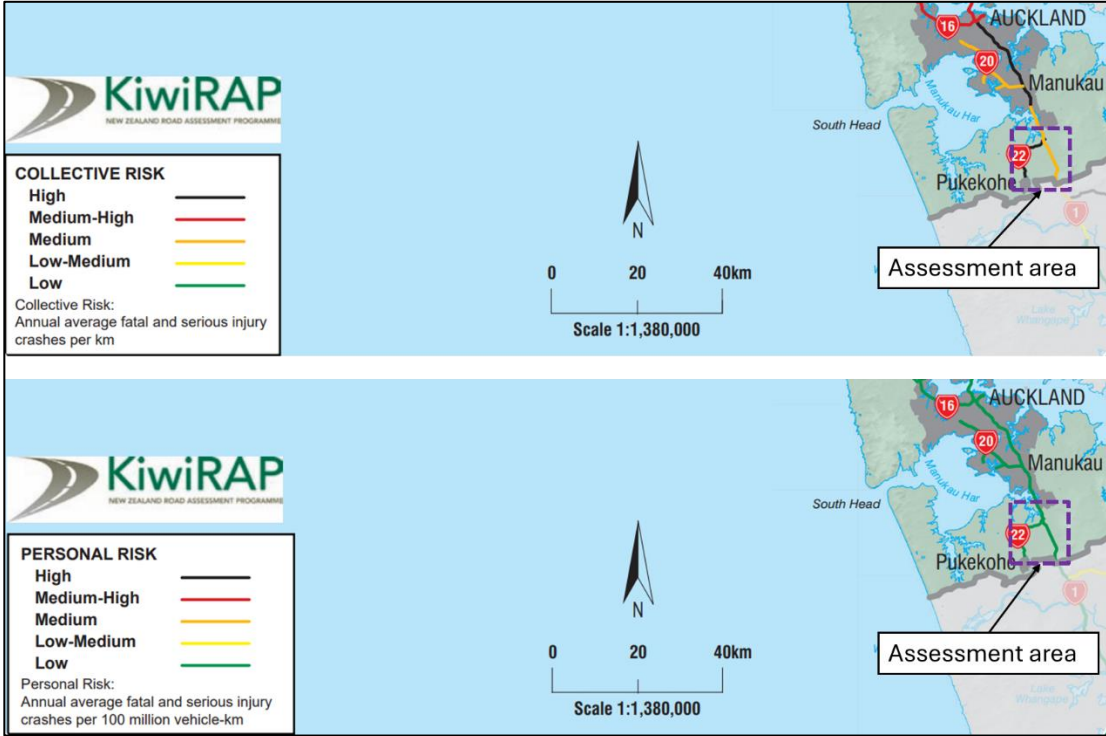 KiwiRAP
NEW ZEALAND ROAD ASSESSMENT PROGRAMME
COLLECTIVE RISK
High
Medium-High
Medium
Low-Medium
Low
Collective Risk:
Annual average fatal and serious injury
crashes per km
N
0 20 40km
Scale 1:1,380,000
16
AUCKLAND
20
Manukau
Manukau Har
South Head
22
Pukekohe
1
Assessment area
Lake
Whangape
KiwiRAP
NEW ZEALAND ROAD ASSESSMENT PROGRAMME
PERSONAL RISK
High
Medium-High
Medium
Low-Medium
Low
Personal Risk:
Annual average fatal and serious injury
crashes per 100 million vehicle-km
N
0 20 40km
Scale 1:1,380,000
16
AUCKLAND
20
Manukau
Manukau Har
South Head
22
Pukekohe
1
Assessment area
Lake
Whangape